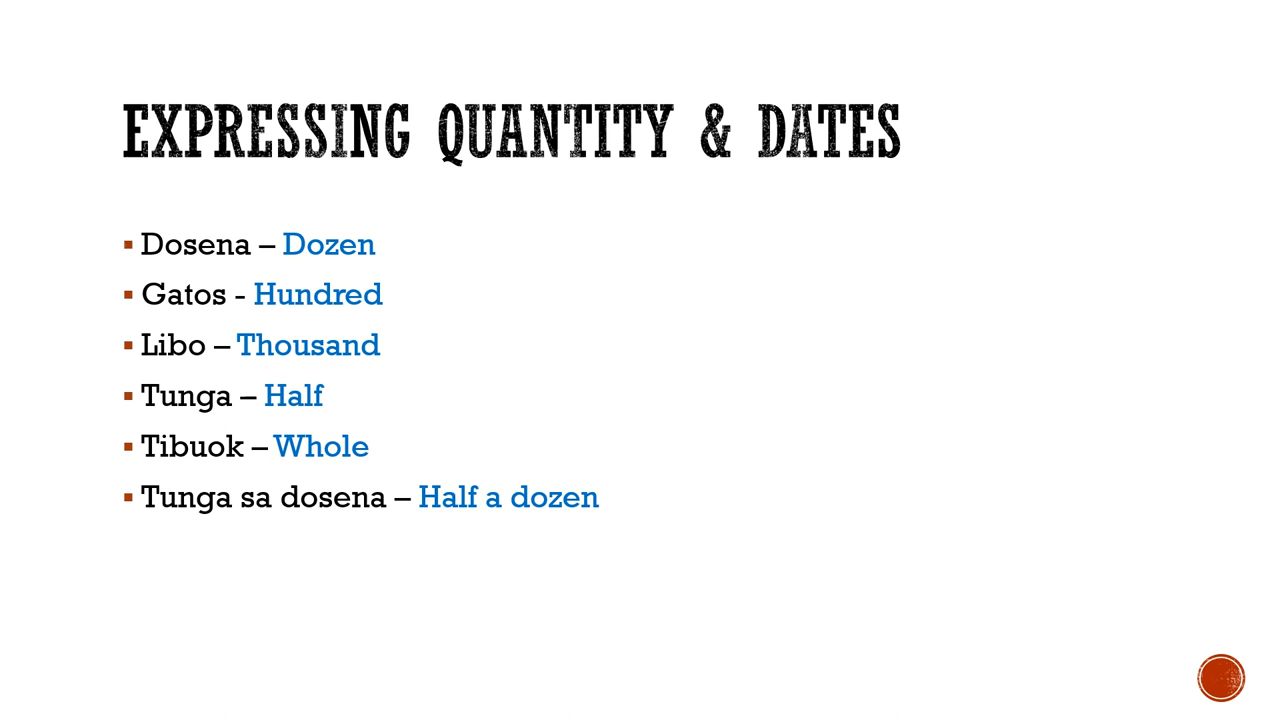 EXPRESSING QUANTITY & DATES
▪ Dosena – Dozen
▪ Gatos - Hundred
▪ Libo – Thousand
▪ Tunga – Half
▪ Tibuok – Whole
▪ Tunga sa dosena – Half a dozen